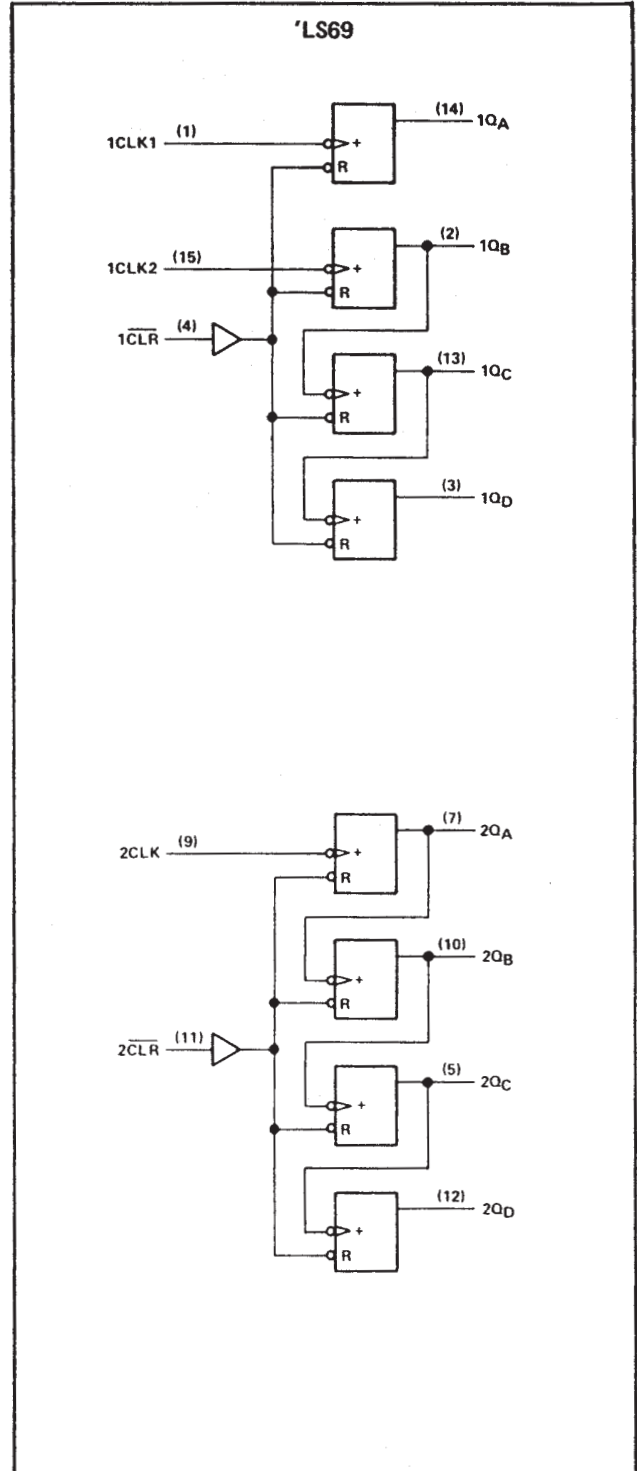 'LS69
(14) 1QA
1CLK1 (1) +
R
(2) 1QB
1CLK2 (15) +
R
1CLR (4)
(13) 1QC
+
R
(3) 1QD
+
R
(7) 2QA
2CLK (9) +
R
(10) 2QB
+
R
2CLR (11)
(5) 2QC
+
R
(12) 2QD
+
R